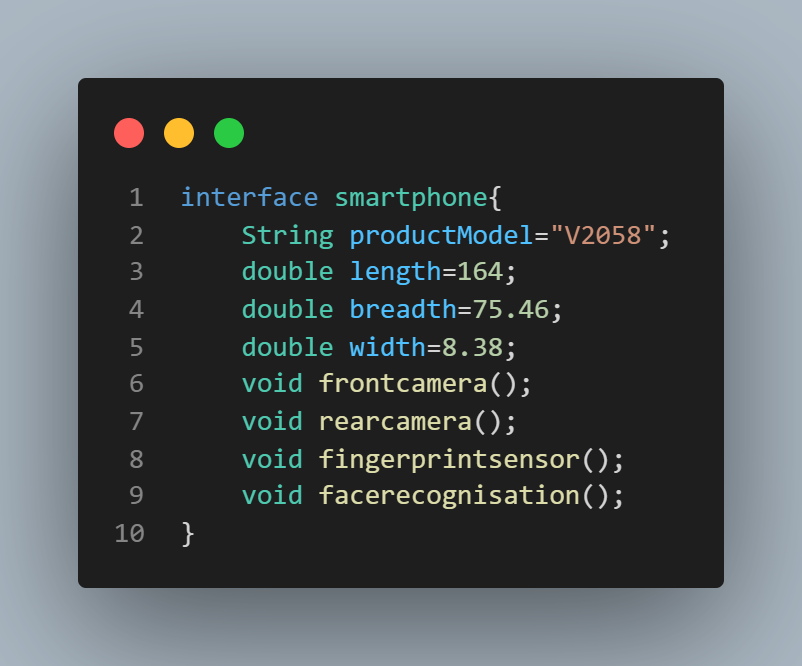 1 interface smartphone{
2     String productModel="V2058";
3     double length=164;
4     double breadth=75.46;
5     double width=8.38;
6     void frontcamera();
7     void rearcamera();
8     void fingerprintsensor();
9     void facerecognisation();
10 }